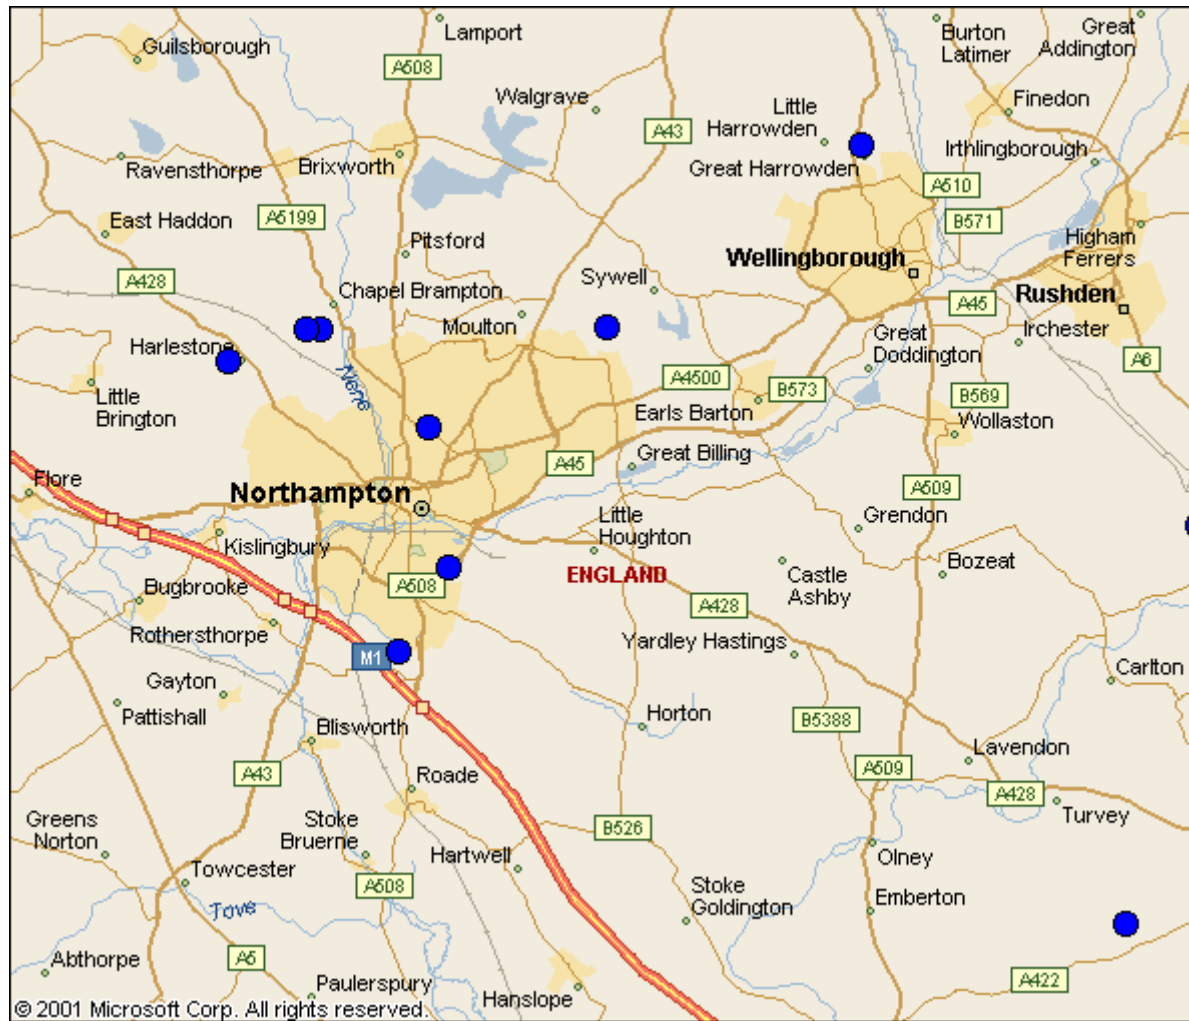 Lamport
Burton
Latimer
Great
Addington
Guilsborough
A508
Walgrave
Little
Harrowden
Finedon
A43
Ravensthorpe
Brixworth
Great Harrowden
Irthlingborough
A510
East Haddon
A5199
B571
Pitsford
Higham
Ferrers
Wellingborough
A428
Sywell
Chapel Brampton
A45
Rushden
Moulton
Irchester
Harlestone
Great
Doddington
A6
Nene
A4500
B573
Little
Brington
B569
Earls Barton
Wollaston
Great Billing
A45
Flore
Northampton
A509
Little
Houghton
Grendon
Kislingbury
Bozeat
ENGLAND
Castle
Ashby
Bugbrooke
A508
A428
Rothersthorpe
Yardley Hastings
M1
Carlton
Gayton
Pattishall
Horton
B5388
Blisworth
Lavendon
A43
Roade
A509
A428
Turvey
Greens
Norton
Stoke
Bruerne
B526
Hartwell
Olney
Towcester
A508
Stoke
Goldington
Emberton
Tove
Abthorpe
A5
Paulerspury
Hanslope
A422
© 2001 Microsoft Corp. All rights reserved.